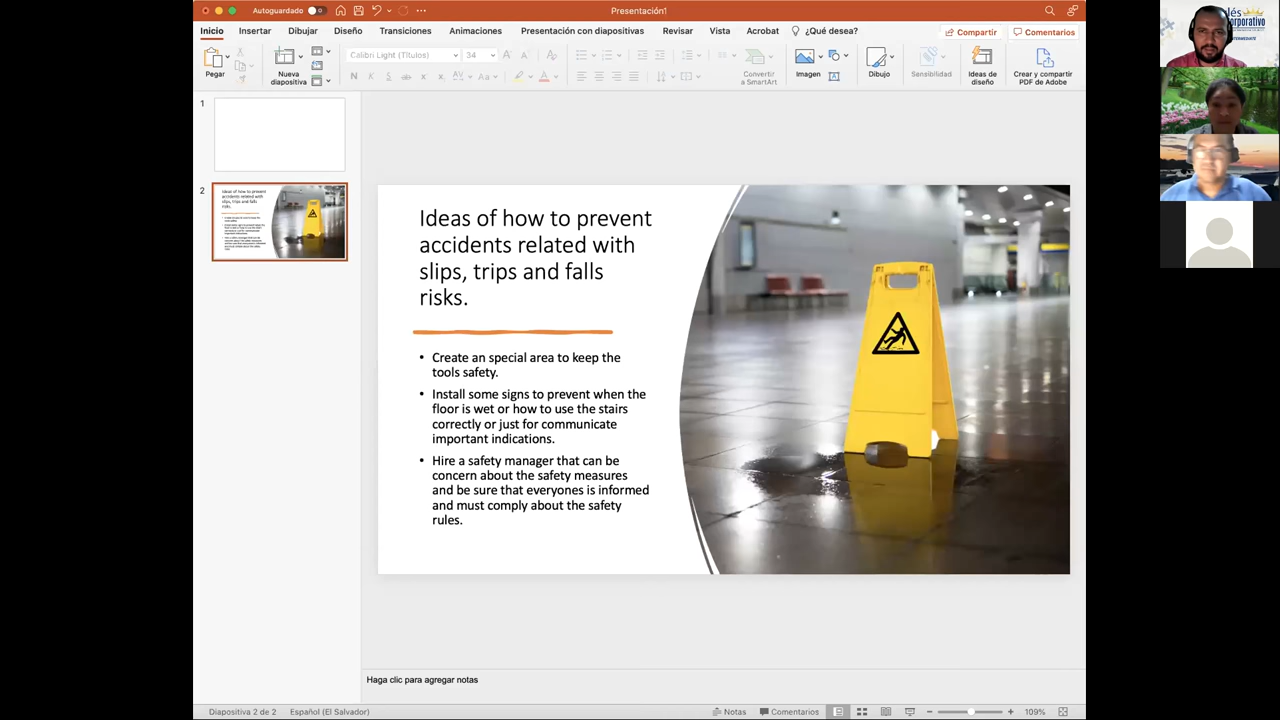 Autoguardado
Presentación1
Inicio Insertar Dibujar Diseño Transiciones Animaciones Presentación con diapositivas Revisar Vista Acrobat ¿Qué desea? Compartir Comentarios
Pegar
Nueva diapositiva
Calibri Light (Títulos) 34
Convertir a SmartArt
Imagen
Dibujo
Sensibilidad
Ideas de diseño
Crear y compartir PDF de Adobe
1
2
Ideas of how to prevent
accidents related with
slips, trips and falls
risks.
• Create an special area to keep the
tools safety.
• Install some signs to prevent when the
floor is wet or how to use the stairs
correctly or just for communicate
important indications.
• Hire a safety manager that can be
concern about the safety measures
and be sure that everyones is informed
and must comply about the safety
rules.
Haga clic para agregar notas
Diapositiva 2 de 2 Español (El Salvador) Notas Comentarios 109%